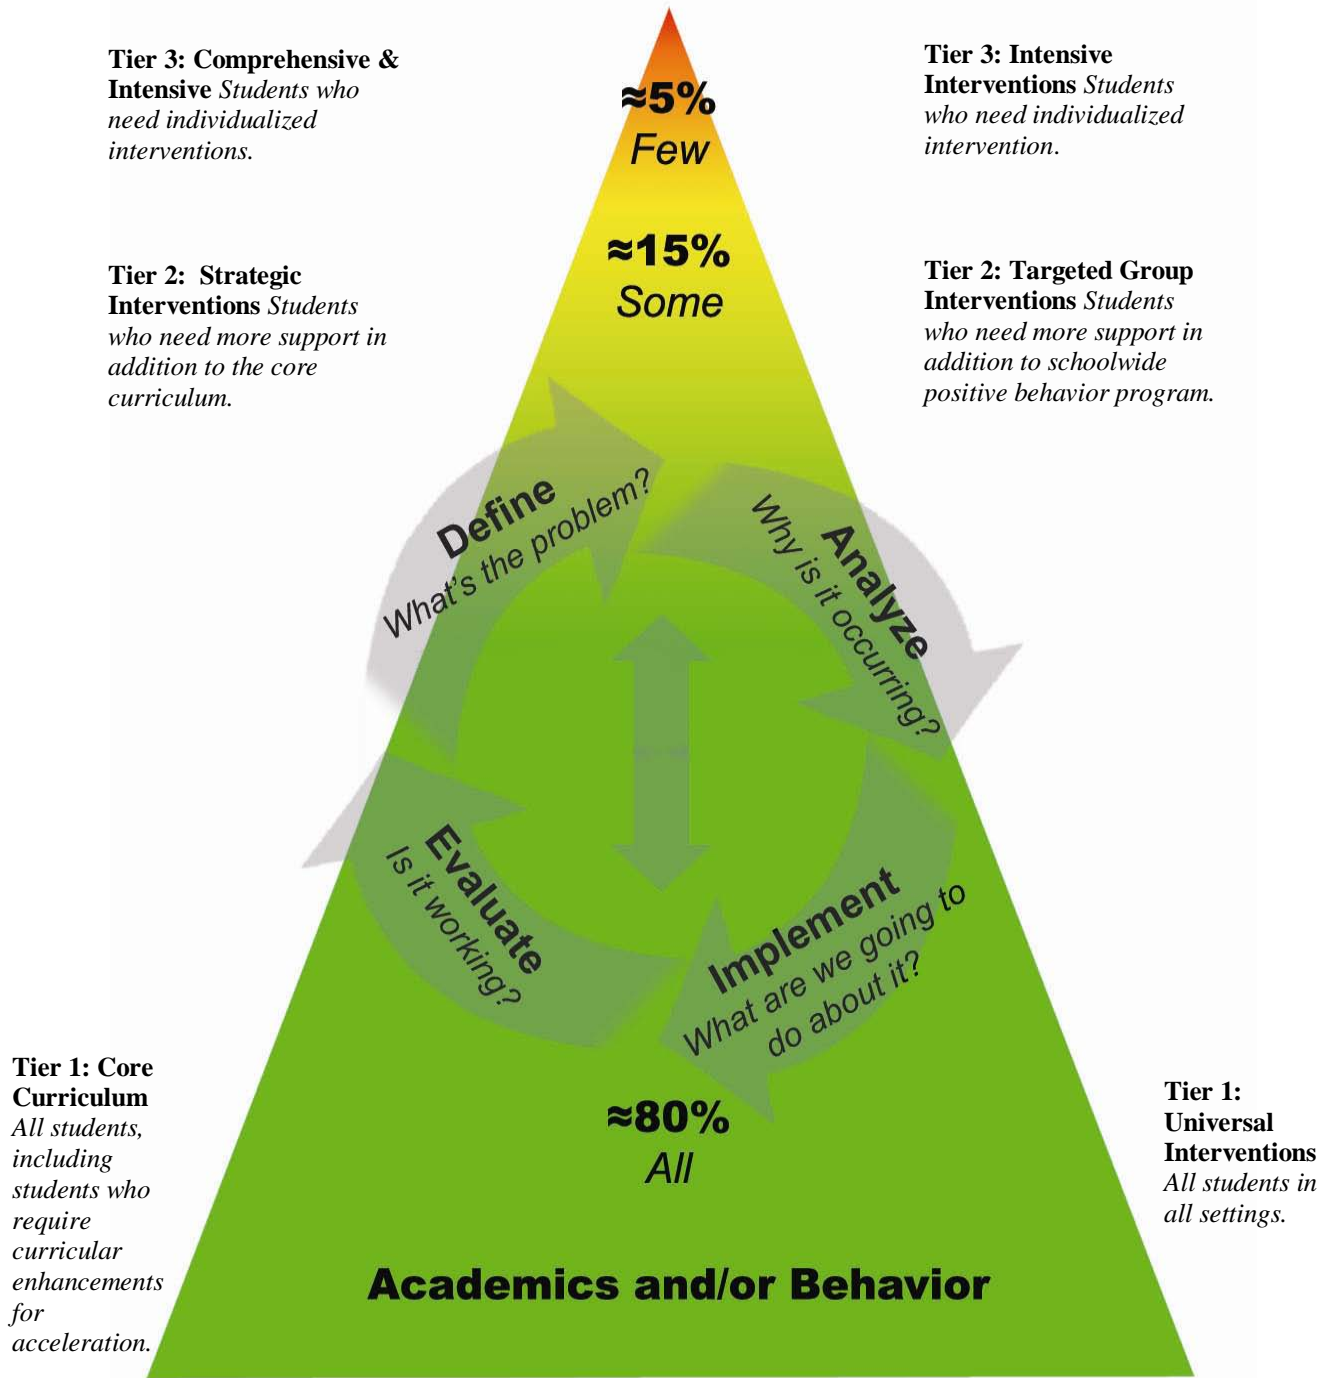 Tier 3: Comprehensive &
Intensive Students who
need individualized
interventions.
Tier 3: Intensive
Interventions Students
who need individualized
intervention.
≈5%
Few
Tier 2:  Strategic
Interventions Students
who need more support in
addition to the core
curriculum.
≈15%
Some
Tier 2: Targeted Group
Interventions Students
who need more support in
addition to schoolwide
positive behavior program.
Define
What's the problem?
Analyze
Why is it occurring?
Implement
What are we going to
do about it?
Evaluate
Is it working?
Tier 1: Core
Curriculum
All students,
including
students who
require
curricular
enhancements
for
acceleration.
≈80%
All
Tier 1:
Universal
Interventions
All students in
all settings.
Academics and/or Behavior